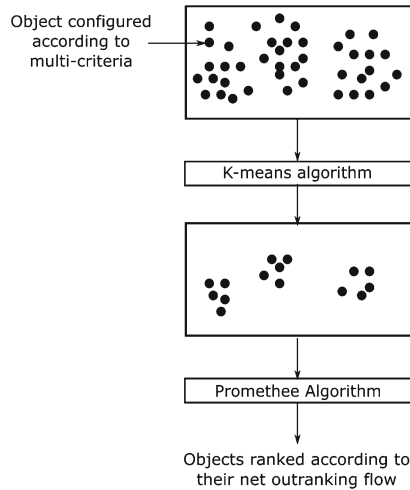 Object configured
according to
multi-criteria
K-means algorithm
Promethee Algorithm
Objects ranked according to
their net outranking flow